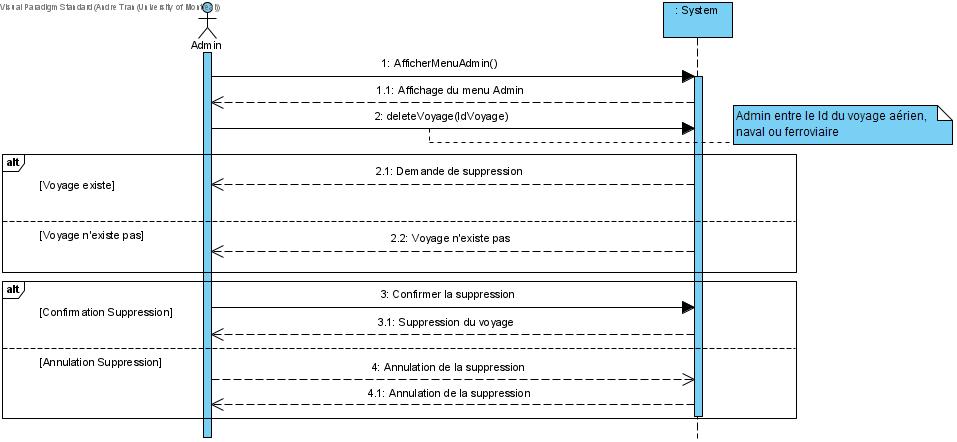 Visual Paradigm Standard (Andre Tran (University of Montreal))
Admin
: System
1: AfficherMenuAdmin()
1.1: Affichage du menu Admin
2: deleteVoyage(IdVoyage)
Admin entre le Id du voyage aérien,
naval ou ferroviaire
alt
2.1: Demande de suppression
[Voyage existe]
[Voyage n'existe pas]
2.2: Voyage n'existe pas
alt
3: Confirmer la suppression
[Confirmation Suppression]
3.1: Suppression du voyage
[Annulation Suppression]
4: Annulation de la suppression
4.1: Annulation de la suppression